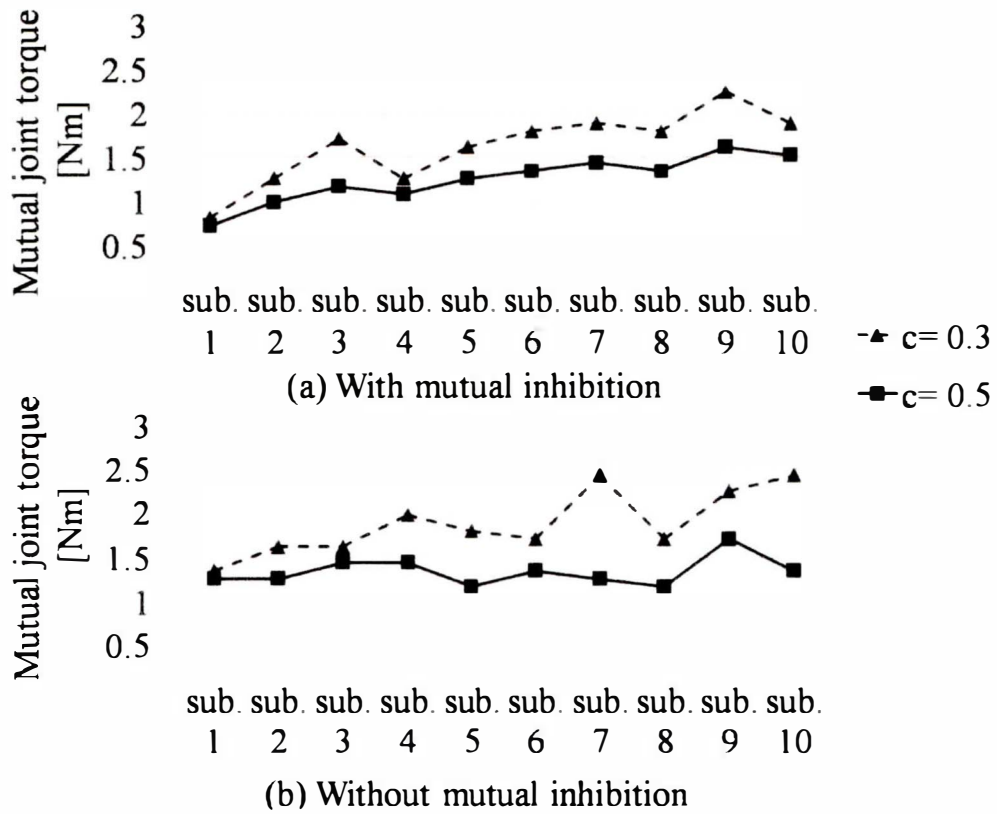 Mutual joint torque
[Nm]
3
2.5
2
1.5
1
0.5
sub. sub. sub. sub. sub. sub. sub. sub. sub. sub.
1 2 3 4 5 6 7 8 9 10
(a) With mutual inhibition
c= 0.3
c= 0.5
Mutual joint torque
[Nm]
3
2.5
2
1.5
1
0.5
sub. sub. sub. sub. sub. sub. sub. sub. sub. sub.
1 2 3 4 5 6 7 8 9 10
(b) Without mutual inhibition